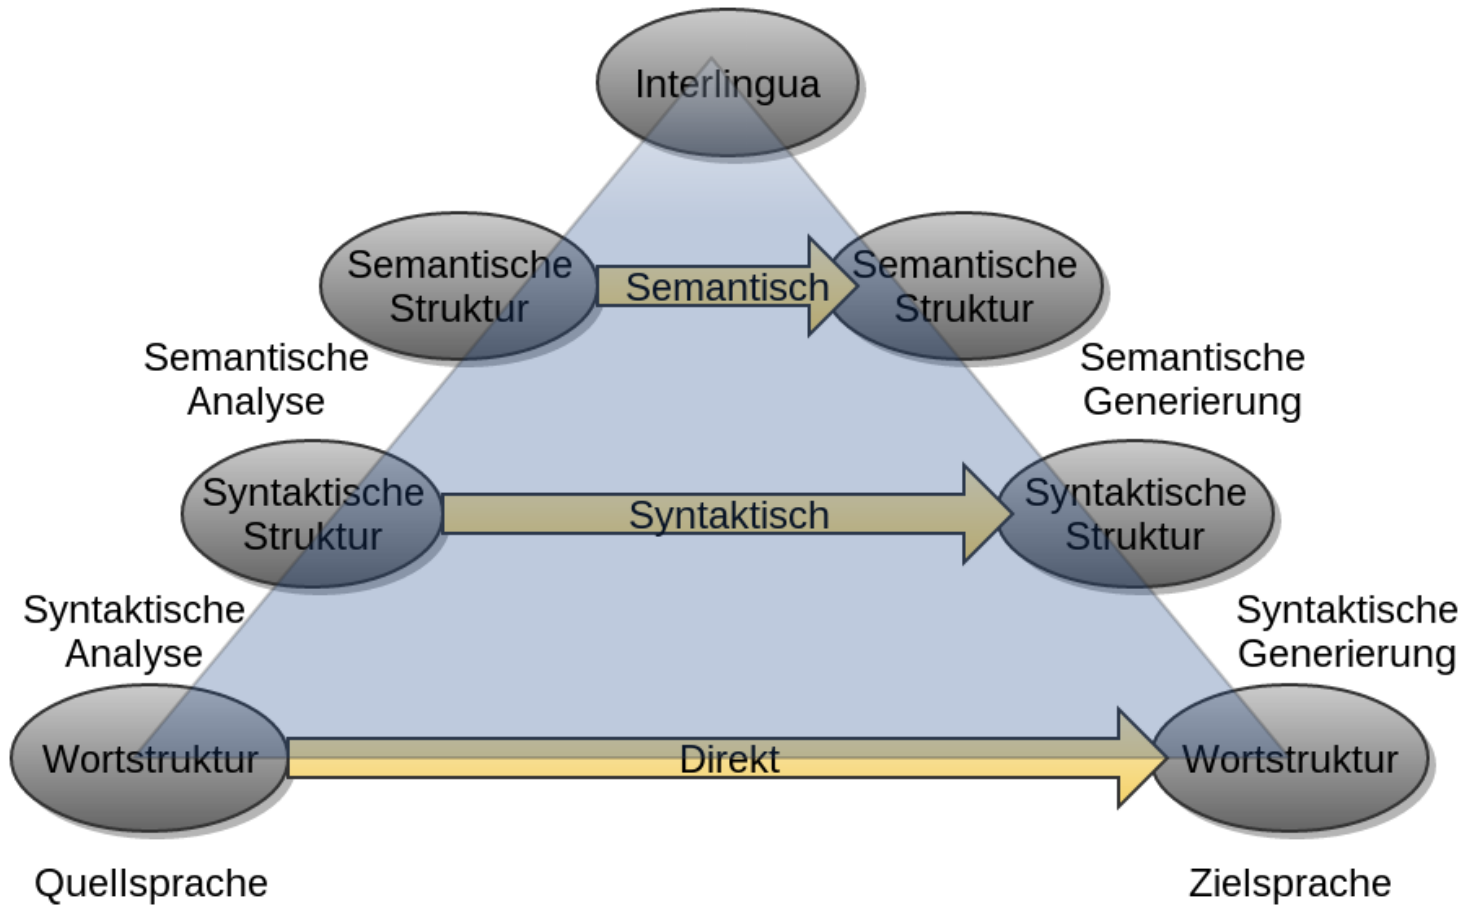 Interlingua
Semantische
Struktur
Semantisch
Semantische
Struktur
Semantische
Analyse
Semantische
Generierung
Syntaktische
Struktur
Syntaktisch
Syntaktische
Struktur
Syntaktische
Analyse
Syntaktische
Generierung
Wortstruktur
Direkt
Wortstruktur
Quellsprache
Zielsprache